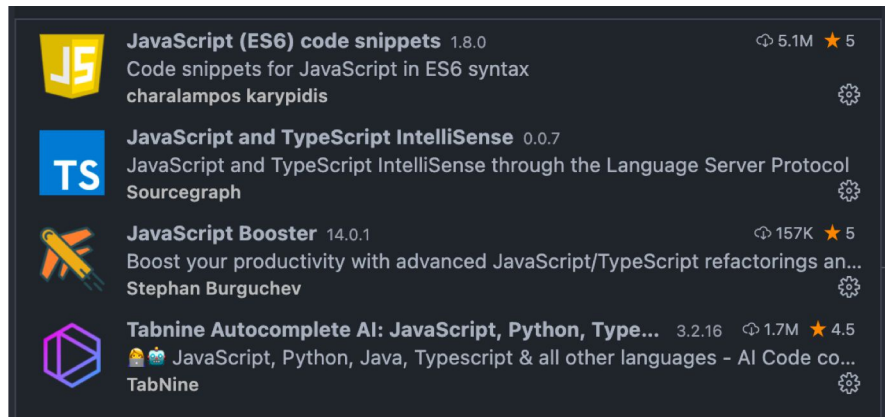 JS
JavaScript (ES6) code snippets 1.8.0 5.1M 5
Code snippets for JavaScript in ES6 syntax
charalampos karypidis
TS
JavaScript and TypeScript IntelliSense 0.0.7
JavaScript and TypeScript IntelliSense through the Language Server Protocol
Sourcegraph
JavaScript Booster 14.0.1 157K 5
Boost your productivity with advanced JavaScript/TypeScript refactorings an...
Stephan Burguchev
Tabnine Autocomplete AI: JavaScript, Python, Type... 3.2.16 1.7M 4.5
JavaScript, Python, Java, Typescript & all other languages - AI Code co...
TabNine